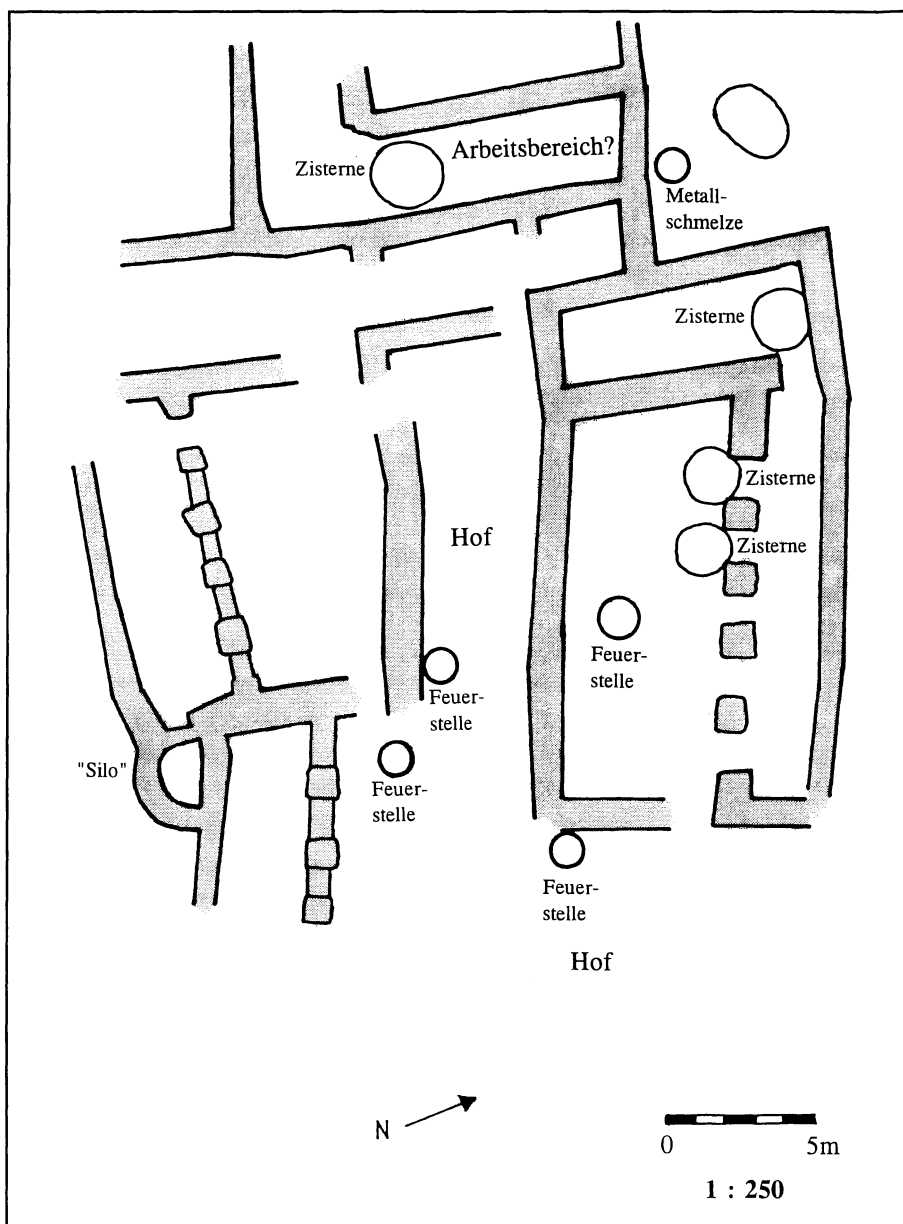 Zisterne
Arbeitsbereich?
Metall-
schmelze
Zisterne
Zisterne
Hof
Zisterne
Feuer-
stelle
Feuer-
stelle
"Silo"
Feuer-
stelle
Feuer-
stelle
Hof
N
0 5m
1 : 250